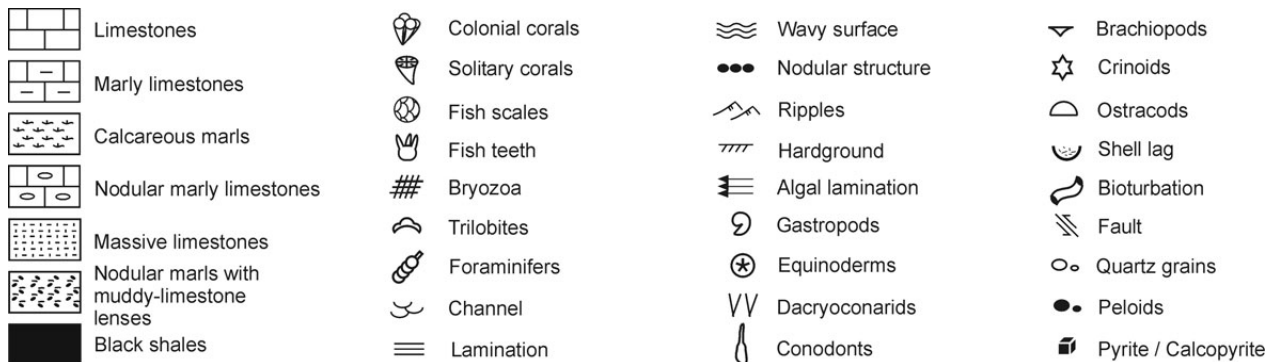 Limestones
Marly limestones
Calcareous marls
Nodular marly limestones
Massive limestones
Nodular marls with
muddy-limestone
lenses
Black shales
Colonial corals
Solitary corals
Fish scales
Fish teeth
Bryozoa
Trilobites
Foraminifers
Channel
Lamination
Wavy surface
Nodular structure
Ripples
Hardground
Algal lamination
Gastropods
Equinoderms
Dacryoconarids
Conodonts
Brachiopods
Crinoids
Ostracods
Shell lag
Bioturbation
Fault
Quartz grains
Peloids
Pyrite / Calcopyrite